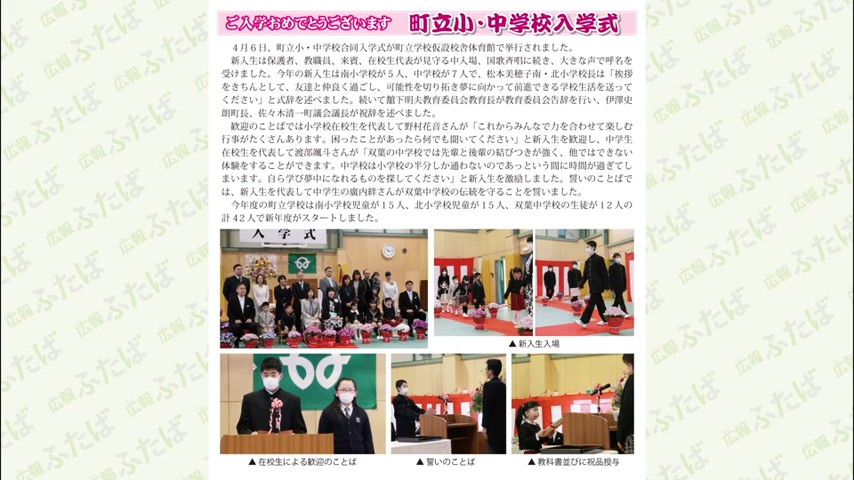 ご入学おめでとうございます 町立小・中学校入学式
４月６日、町立小・中学校合同入学式が町立学校仮設校舎体育館で挙行されました。
新入生は保護者、教職員、来賓、在校生代表が見守る中入場、国歌斉唱に続き、大きな声で呼名を
受けました。今年の新入生は南小学校が５人、中学校が７人で、松本美穂子南・北小学校長は「挨拶
をきちんとして、友達と仲良く過ごし、可能性を切り拓き夢に向かって前進できる学校生活を送って
ください」と式辞を述べました。続いて舘下明夫教育委員会教育長が教育委員会告辞を行い、伊澤史
朗町長、佐々木清一町議会議長が祝辞を述べました。
歓迎のことばでは小学校在校生を代表して野村花音さんが「これからみんなで力を合わせて楽しむ
行事がたくさんあります。困ったことがあったら何でも聞いてください」と新入生を歓迎し、中学生
在校生を代表して渡部颯斗さんが「双葉の中学校では先輩と後輩の結びつきが強く、他ではできない
体験をすることができます。中学校は小学校の半分しか通わないのであっという間に時間が過ぎてし
まいます。自ら学び夢中になれるものを探してください」と新入生を激励しました。誓いのことばで
は、新入生を代表して中学生の廣内絆さんが双葉中学校の伝統を守ることを誓いました。
今年度の町立学校は南小学校児童が１５人、北小学校児童が１５人、双葉中学校の生徒が１２人の
計４２人で新年度がスタートしました。
入学式
▲新入生入場
▲在校生による歓迎のことば
▲誓いのことば
▲教科書並びに祝品授与
広報ふたば